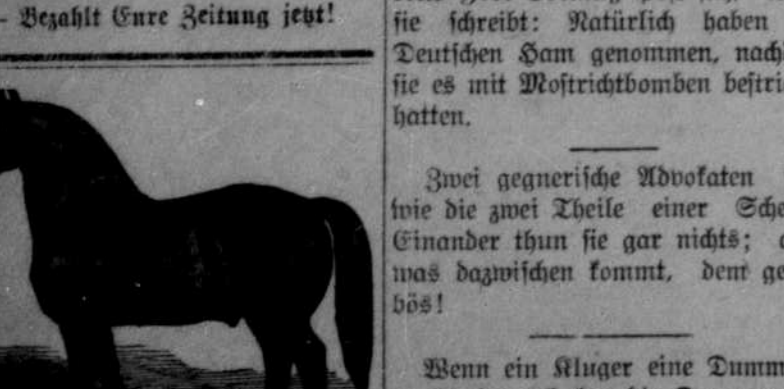 - Bezahlt Eure Zeitung jetzt!
sie schreibt: Natürlich haben
Deutschen Ham genommen, nach
sie es mit Mostrichtbomben bestri
hatten.
Zwei gegnerische Advokaten
wie die zwei Theile einer Sche
Einander thun sie gar nichts;
was dazwischen kommt, dem ge
bös!
Wenn ein Kluger eine Dumm